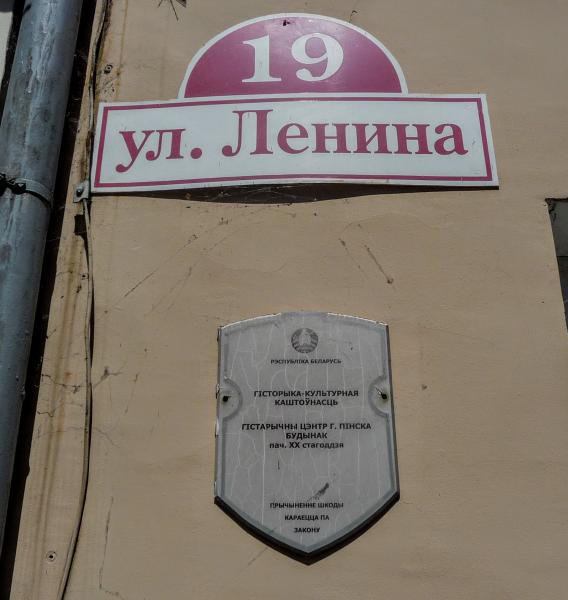 19
ул. Ленина
РЭСПУБЛІКА БЕЛАРУСЬ
ГІСТОРЫКА-КУЛЬТУРНАЯ
КАШТОЎНАСЦЬ
ГІСТАРЫЧНЫ ЦЭНТР Г. ПІНСКА
БУДЫНАК
пач. XX стагоддзя
ПРЫЧЫНЕННЕ ШКОДЫ
КАРАЕЦЦА ПА
ЗАКОНУ